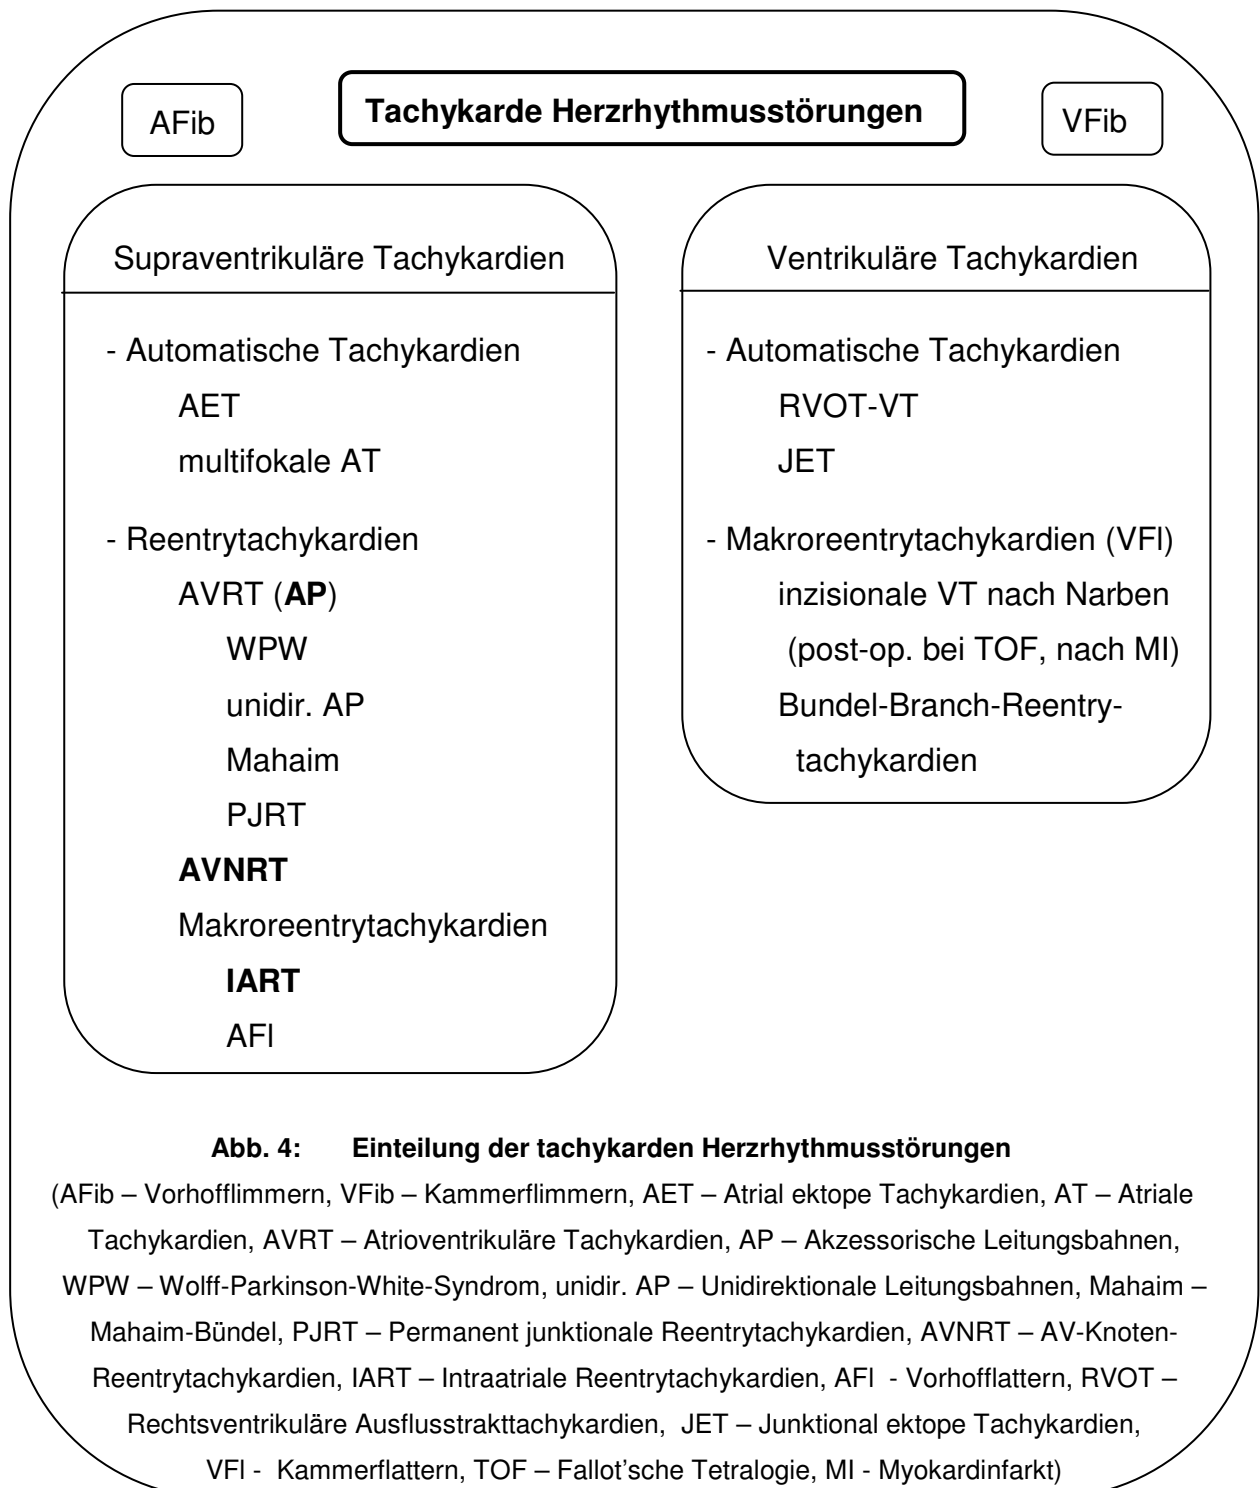 AFib
Tachykarde Herzrhythmusstörungen
VFib
Supraventrikuläre Tachykardien
- Automatische Tachykardien
AET
multifokale AT
- Reentrytachykardien
AVRT (AP)
WPW
unidir. AP
Mahaim
PJRT
AVNRT
Makroreentrytachykardien
IART
AFl
Ventrikuläre Tachykardien
- Automatische Tachykardien
RVOT-VT
JET
- Makroreentrytachykardien (VFl)
inzisionale VT nach Narben
(post-op. bei TOF, nach MI)
Bundel-Branch-Reentry-
tachykardien
Abb. 4: Einteilung der tachykarden Herzrhythmusstörungen
(AFib – Vorhofflimmern, VFib – Kammerflimmern, AET – Atrial ektope Tachykardien, AT – Atriale
Tachykardien, AVRT – Atrioventrikuläre Tachykardien, AP – Akzessorische Leitungsbahnen,
WPW – Wolff-Parkinson-White-Syndrom, unidir. AP – Unidirektionale Leitungsbahnen, Mahaim –
Mahaim-Bündel, PJRT – Permanent junktionale Reentrytachykardien, AVNRT – AV-Knoten-
Reentrytachykardien, IART – Intraatriale Reentrytachykardien, AFl - Vorhofflattern, RVOT –
Rechtsventrikuläre Ausflusstrakttachykardien, JET – Junktional ektope Tachykardien,
VFl - Kammerflattern, TOF – Fallot'sche Tetralogie, MI - Myokardinfarkt)